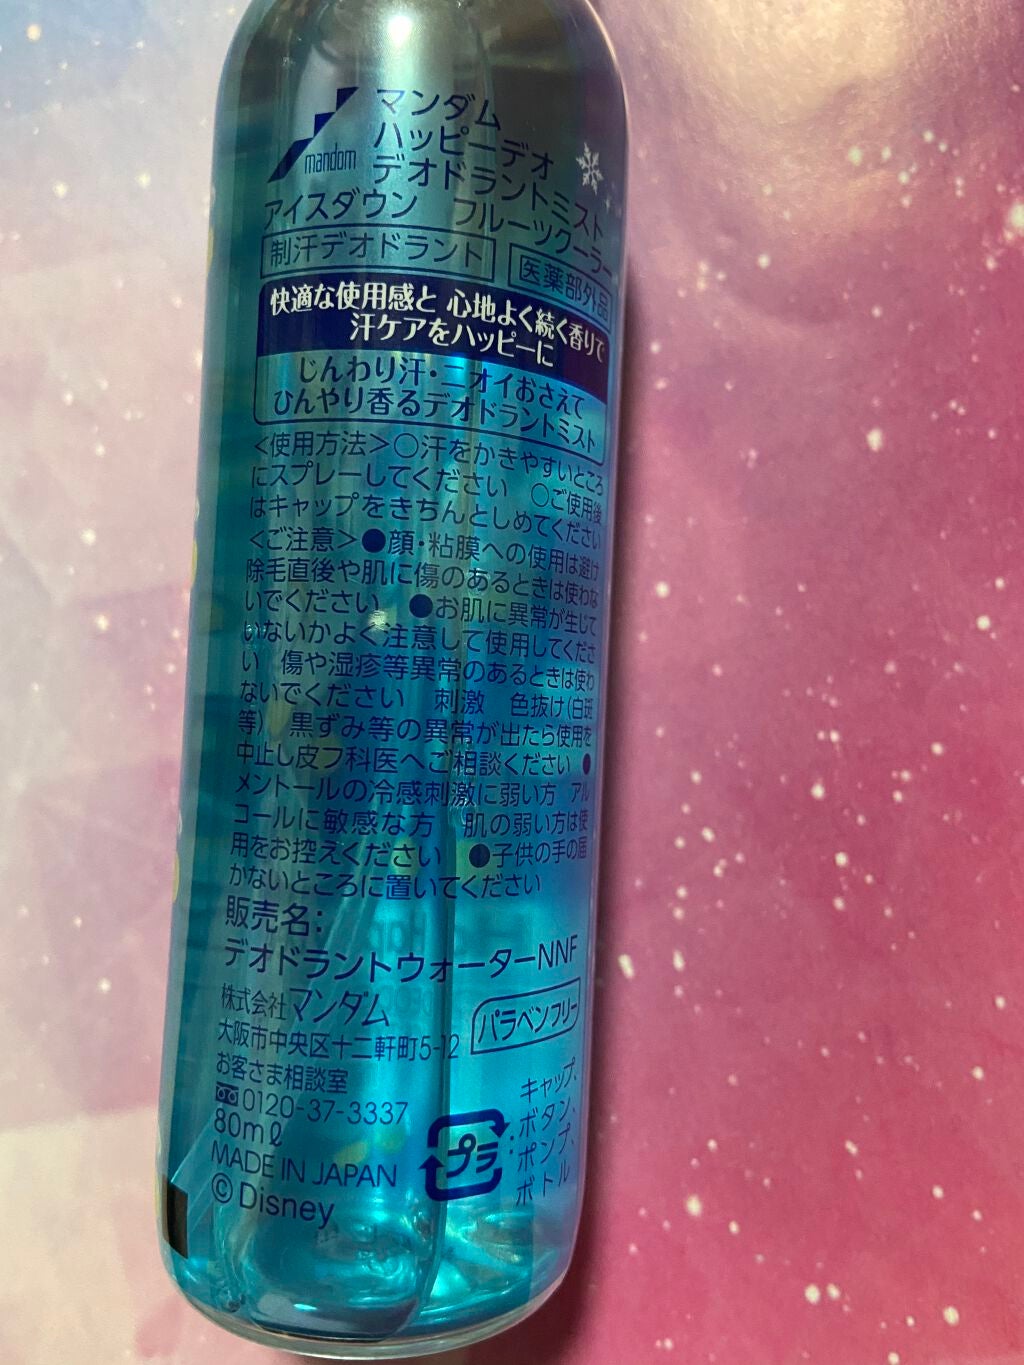 mandom
マンダム
ハッピーデオ
デオドラントミスト
アイスダウン フルーツクーラー
制汗デオドラント 医薬部外品
快適な使用感と 心地よく続く香りで
汗ケアをハッピーに
じんわり汗・ニオイおさえて
ひんやり香るデオドラントミスト
<使用方法>○汗をかきやすいところ
にスプレーしてください ○ご使用後
はキャップをきちんとしめてください
<ご注意>●顔・粘膜への使用は避け
除毛直後や肌に傷のあるときは使わな
いでください ●お肌に異常が生じて
いないかよく注意して使用してくださ
い 傷や湿疹等異常のあるときは使わ
ないでください 刺激 色抜け(白斑
等) 黒ずみ等の異常が出たら使用を
中止し皮フ科医へご相談ください ●
メントールの冷感刺激に弱い方 アル
コールに敏感な方 肌の弱い方は使
用をお控えください ●子供の手の届
かないところに置いてください
販売名:
デオドラントウォーターNNF
株式会社マンダム
大阪市中央区十二軒町5-12
パラベンフリー
お客さま相談室
0120-37-3337
80mℓ
MADE IN JAPAN
©Disney
プラ:
キャップ、
ボタン、
ポンプ、
ボトル